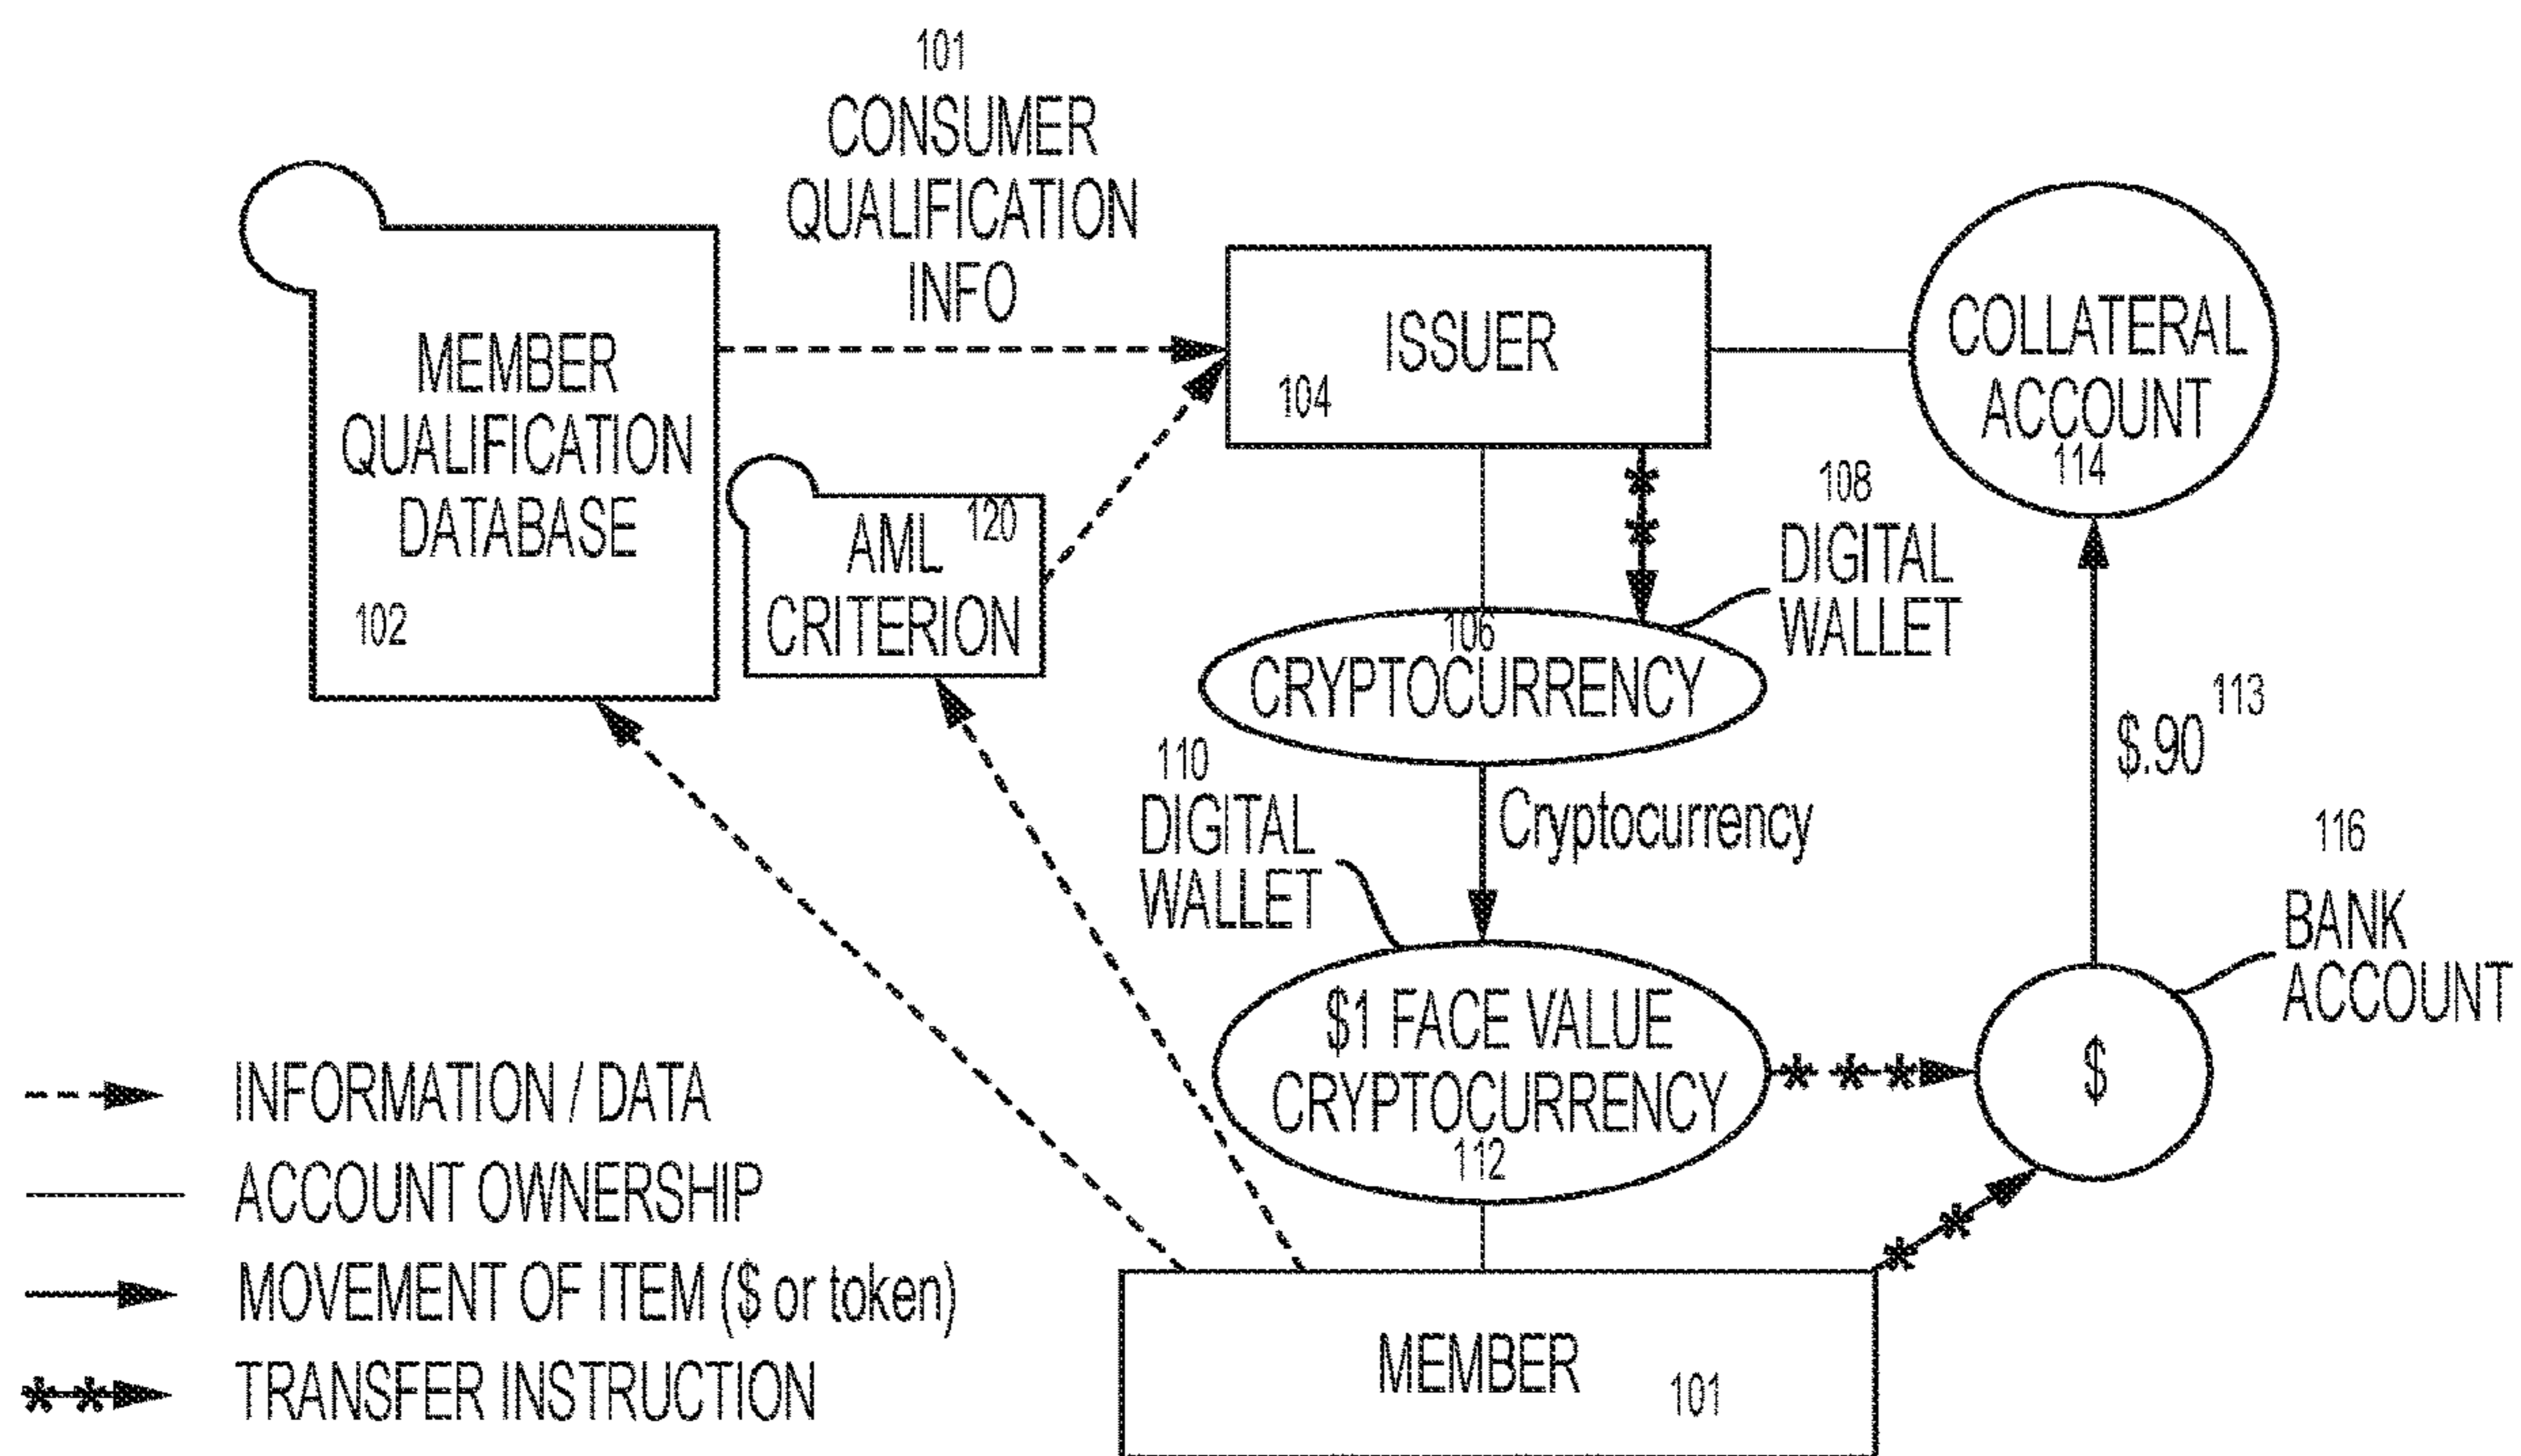 101
CONSUMER
QUALIFICATION
INFO
MEMBER
QUALIFICATION
DATABASE
102
120
AML
CRITERION
ISSUER
104
COLLATERAL
ACCOUNT
114
108
DIGITAL
WALLET
106
CRYPTOCURRENCY
113
$.90
110
DIGITAL
WALLET
Cryptocurrency
116
BANK
ACCOUNT
$1 FACE VALUE
CRYPTOCURRENCY
112
$
MEMBER
101
INFORMATION / DATA
ACCOUNT OWNERSHIP
MOVEMENT OF ITEM ($ or token)
TRANSFER INSTRUCTION